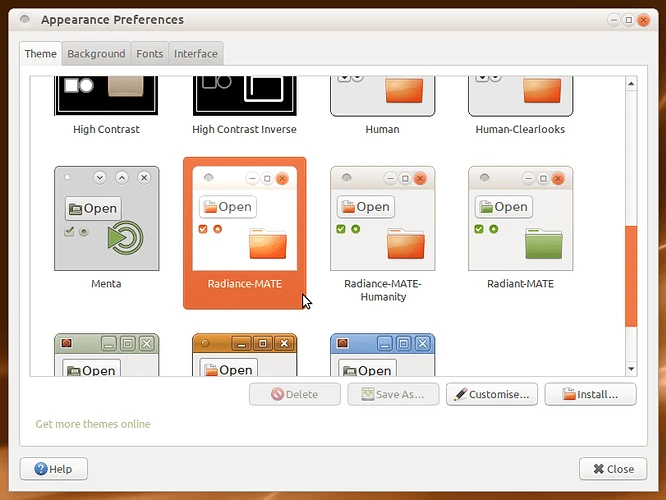 Appearance Preferences
Theme Background Fonts Interface
High Contrast High Contrast Inverse Human Human-Clearlooks
Open Open Open Open
Menta Radiance-MATE Radiance-MATE- Radiant-MATE
Humanity
Open Open Open
Delete Save As... Customise... Install...
Get more themes online
Help Close